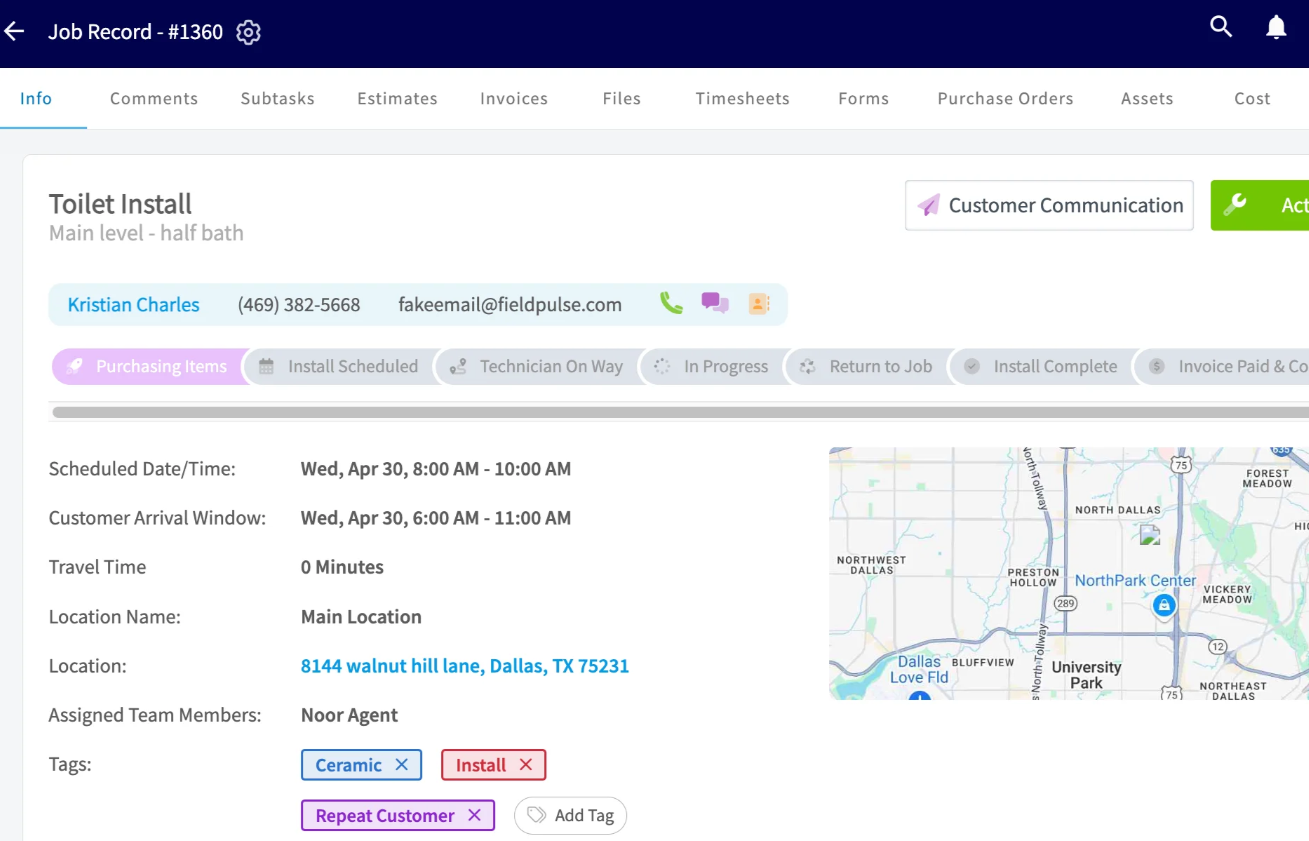 Job Record - #1360
Info Comments Subtasks Estimates Invoices Files Timesheets Forms Purchase Orders Assets Cost
Toilet Install
Main level - half bath
Customer Communication
Act
Kristian Charles (469) 382-5668 fakeemail@fieldpulse.com
Purchasing Items Install Scheduled Technician On Way In Progress Return to Job Install Complete Invoice Paid & Co
Scheduled Date/Time: Wed, Apr 30, 8:00 AM - 10:00 AM
Customer Arrival Window: Wed, Apr 30, 6:00 AM - 11:00 AM
Travel Time 0 Minutes
Location Name: Main Location
Location: 8144 walnut hill lane, Dallas, TX 75231
Assigned Team Members: Noor Agent
Tags: Ceramic Install
Repeat Customer Add Tag
635
75
FOREST
MEADOW
North Tollway
NORTH DALLAS
HI
NORTHWEST
DALLAS
PRESTON
HOLLOW
NorthPark Center
VICKERY
MEADOW
289
12
Dallas
Love Fld
BLUFFVIEW
North Tollway
University
Park
75
NORTHEAST
DALLAS